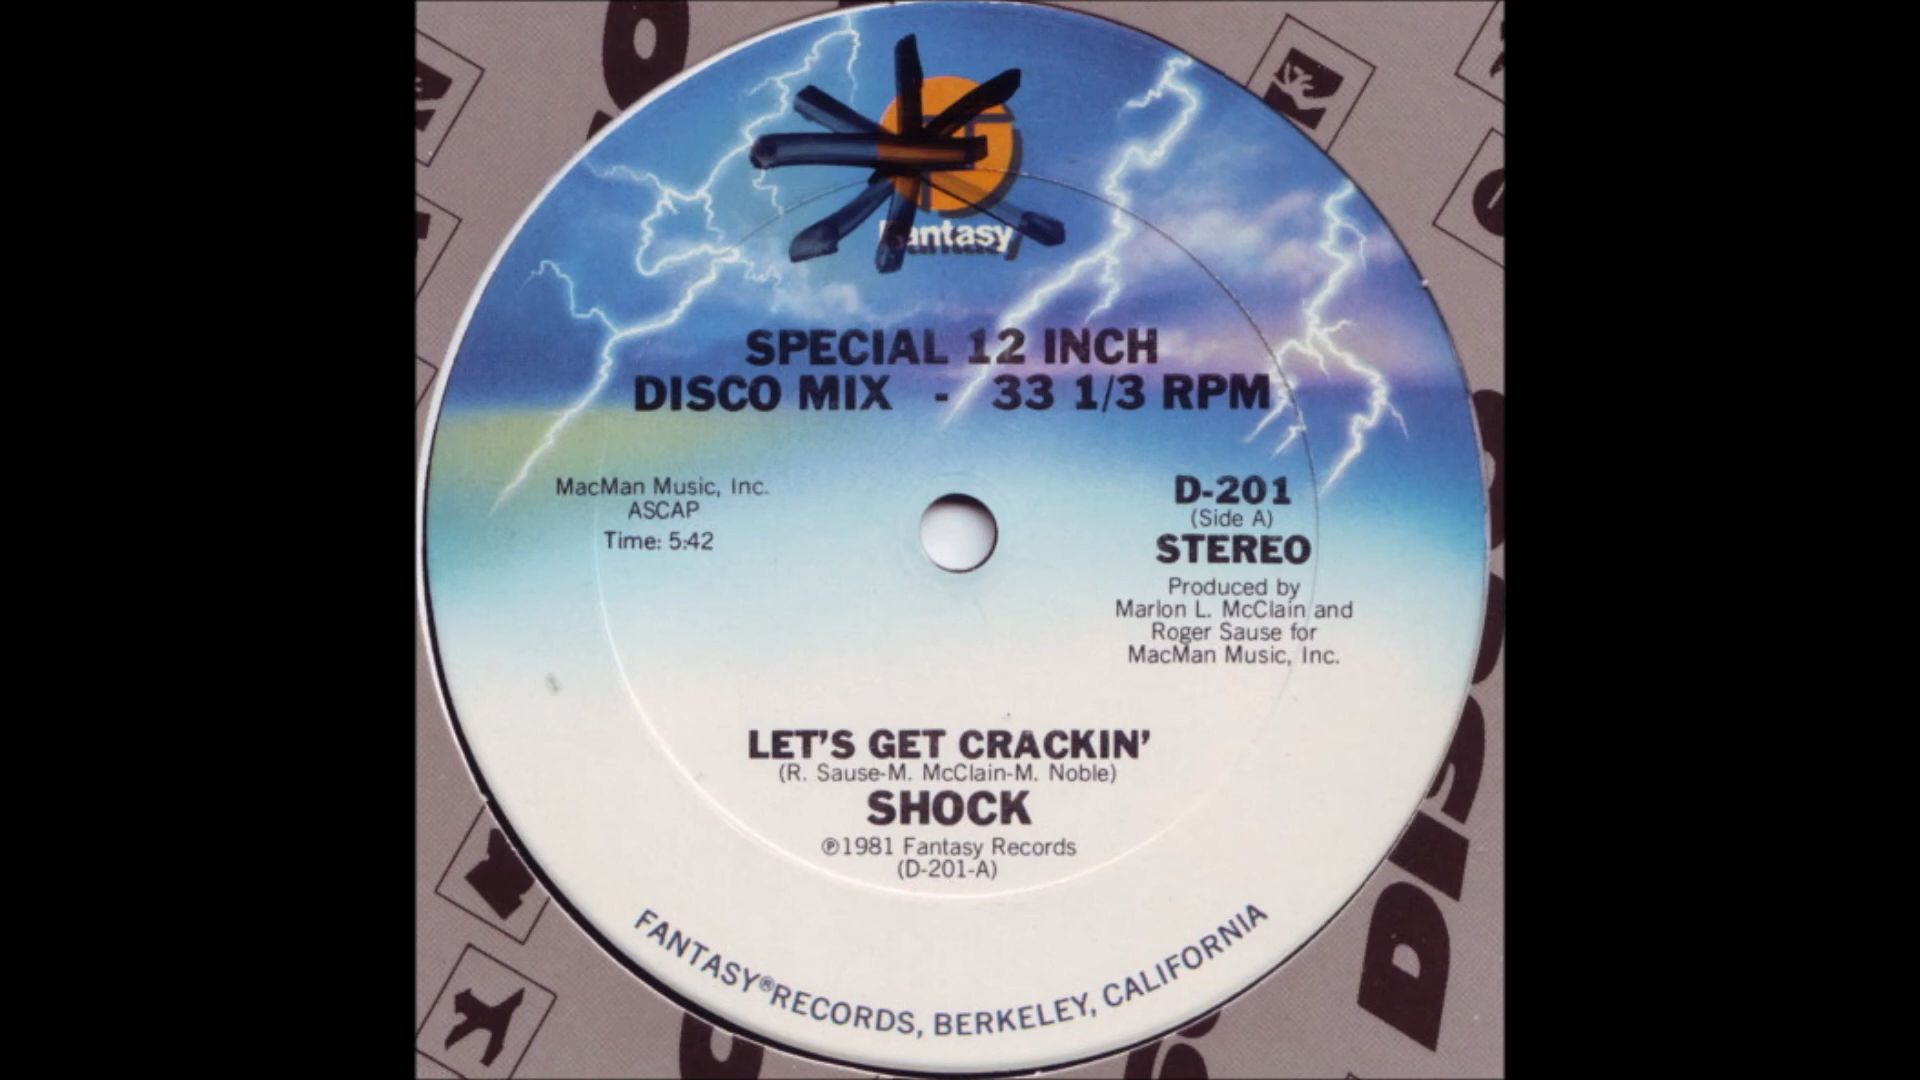 Fantasy
SPECIAL 12 INCH
DISCO MIX - 33 1/3 RPM
MacMan Music, Inc.
ASCAP
Time: 5:42
D-201
(Side A)
STEREO
Produced by
Marlon L. McClain and
Roger Sause for
MacMan Music, Inc.
LET'S GET CRACKIN'
(R. Sause-M. McClain-M. Noble)
SHOCK
℗1981 Fantasy Records
(D-201-A)
FANTASY® RECORDS, BERKELEY, CALIFORNIA